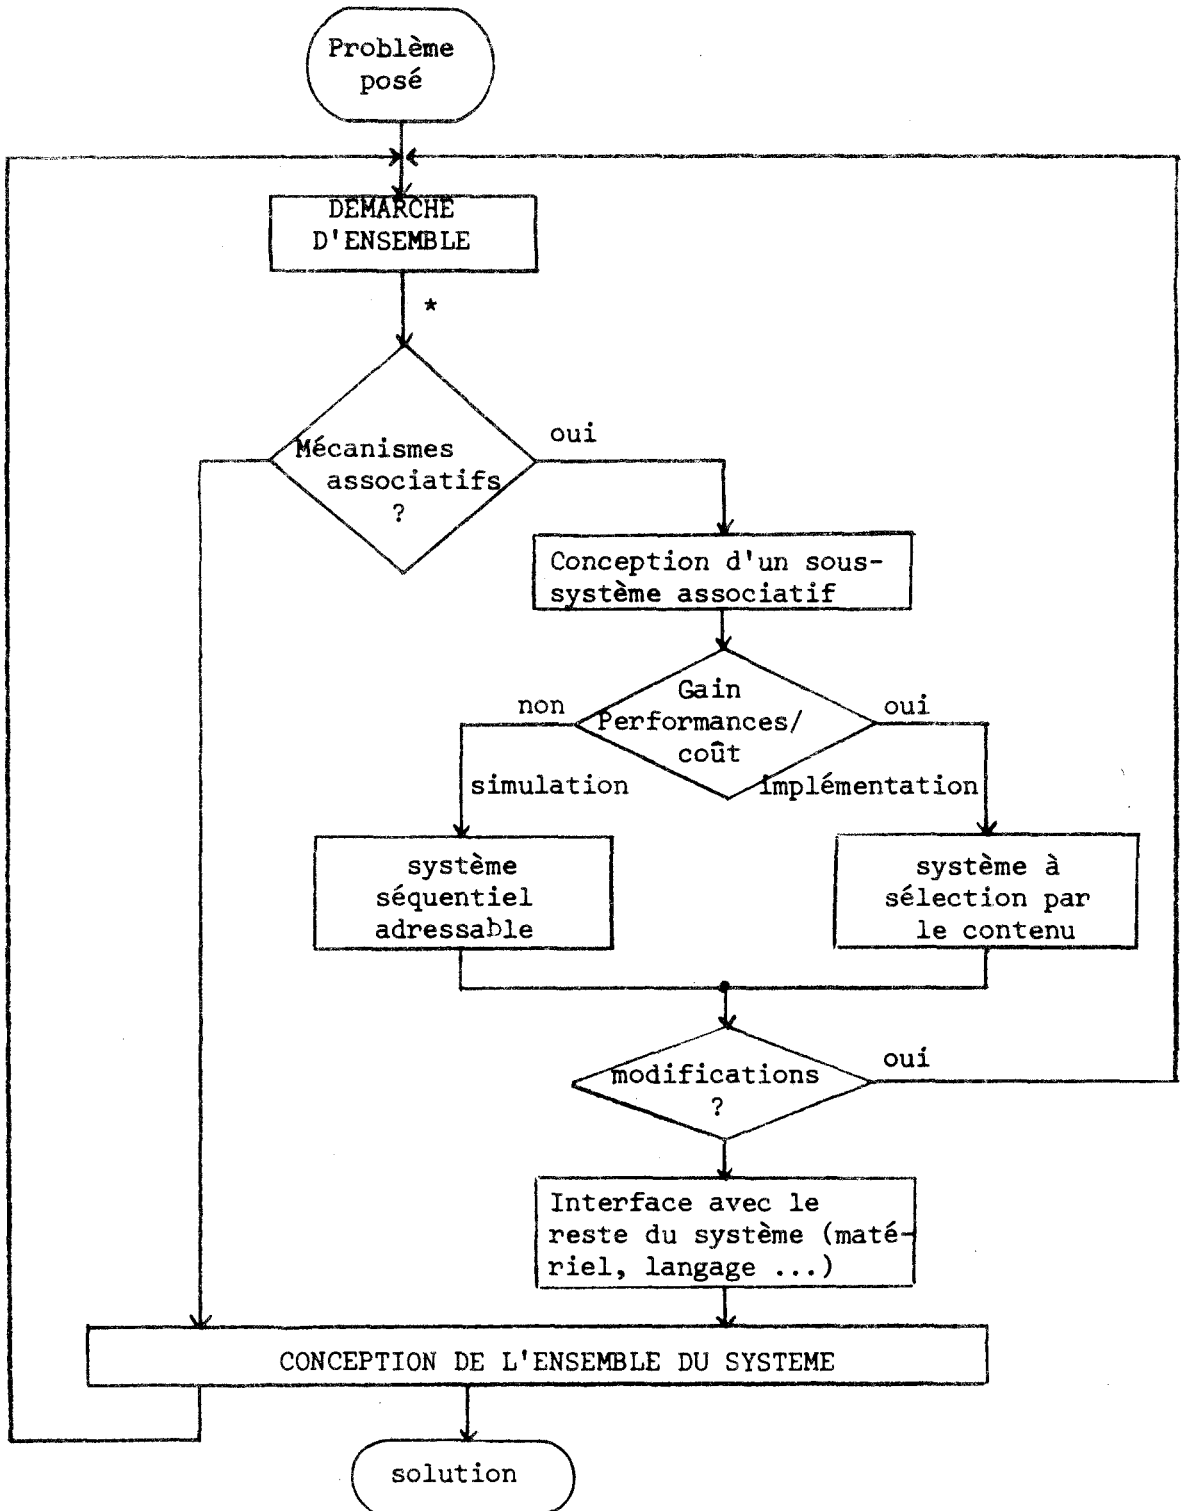 Problème
posé
DEMARCHE
D'ENSEMBLE
*
oui
Mécanismes
associatifs
?
Conception d'un sous-
système associatif
non
Gain
Performances/
coût
oui
simulation
implémentation
système
séquentiel
adressable
système à
sélection par
le contenu
modifications
?
oui
Interface avec le
reste du système (maté-
riel, langage ...)
CONCEPTION DE L'ENSEMBLE DU SYSTEME
solution